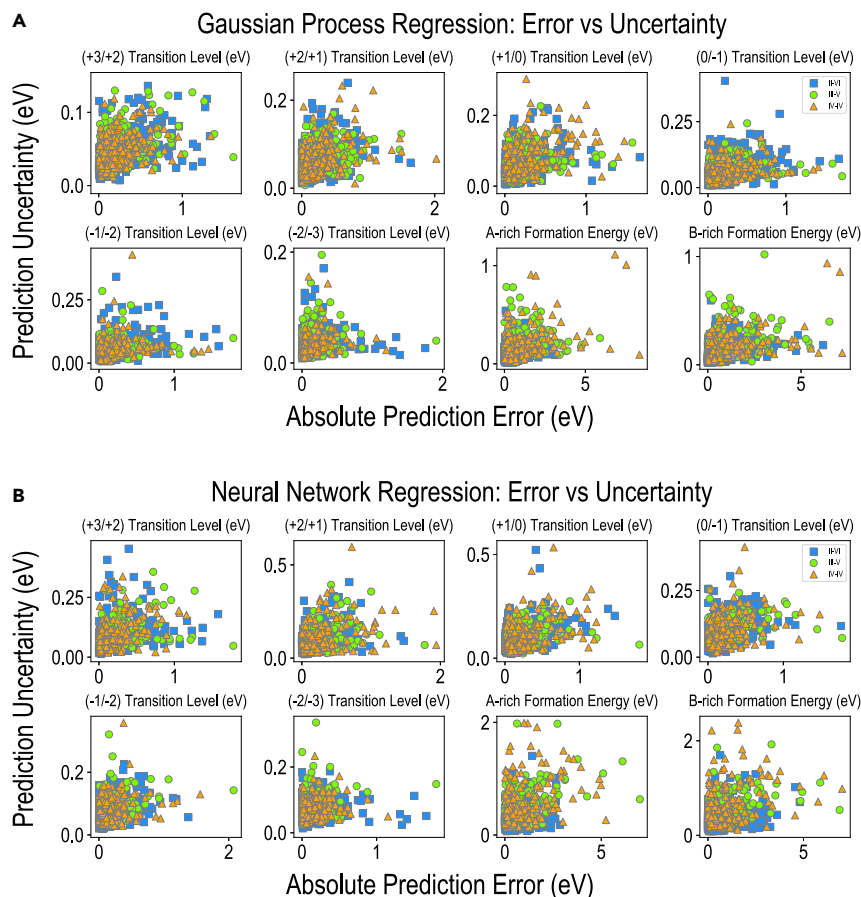 A
Gaussian Process Regression: Error vs Uncertainty
(+3/+2) Transition Level (eV) (+2/+1) Transition Level (eV) (+1/0) Transition Level (eV) (0/-1) Transition Level (eV)
II-VI
III-V
IV-IV
0.1
0.0
0 1
0.2
0.0
0 2
0.2
0.0
0 1
0.25
0.00
0 1
Prediction Uncertainty (eV)
(-1/-2) Transition Level (eV) (-2/-3) Transition Level (eV) A-rich Formation Energy (eV) B-rich Formation Energy (eV)
0.25
0.00
0 1
0.2
0.0
0 2
1
0
0 5
1
0
0 5
Absolute Prediction Error (eV)
B
Neural Network Regression: Error vs Uncertainty
(+3/+2) Transition Level (eV) (+2/+1) Transition Level (eV) (+1/0) Transition Level (eV) (0/-1) Transition Level (eV)
II-VI
III-V
IV-IV
0.25
0.00
0 1
0.5
0.0
0 2
0.5
0.0
0 1
0.25
0.00
0 1
Prediction Uncertainty (eV)
(-1/-2) Transition Level (eV) (-2/-3) Transition Level (eV) A-rich Formation Energy (eV) B-rich Formation Energy (eV)
0.2
0.0
0 2
0.2
0.0
0 1
2
0
0 5
2
0
0 5
Absolute Prediction Error (eV)